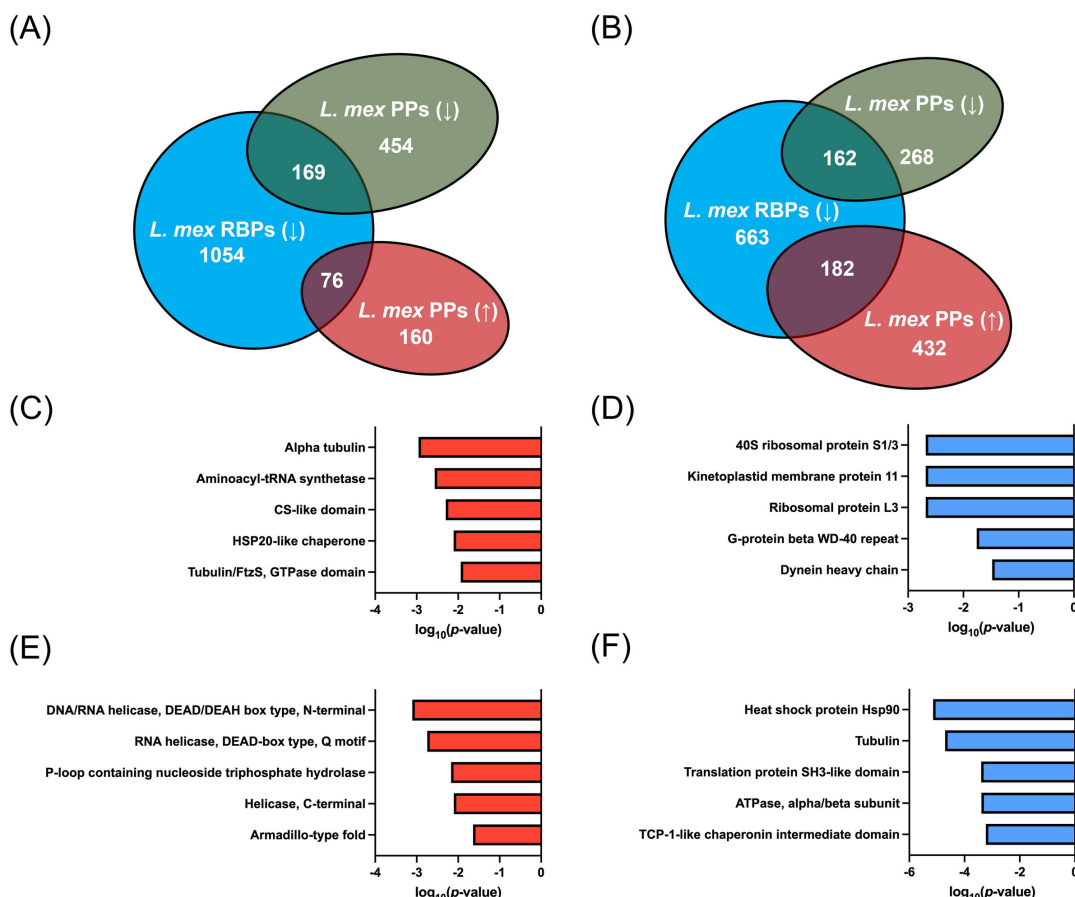 (A)
L. mex PPs (↓)
454
169
L. mex RBPs (↓)
1054
76
L. mex PPs (↑)
160
(B)
L. mex PPs (↓)
162
268
L. mex RBPs (↓)
663
182
L. mex PPs (↑)
432
(C)
Alpha tubulin
Aminoacyl-tRNA synthetase
CS-like domain
HSP20-like chaperone
Tubulin/FtzS, GTPase domain
-4 -3 -2 -1 0
log10(p-value)
(D)
40S ribosomal protein S1/3
Kinetoplastid membrane protein 11
Ribosomal protein L3
G-protein beta WD-40 repeat
Dynein heavy chain
-3 -2 -1 0
log10(p-value)
(E)
DNA/RNA helicase, DEAD/DEAH box type, N-terminal
RNA helicase, DEAD-box type, Q motif
P-loop containing nucleoside triphosphate hydrolase
Helicase, C-terminal
Armadillo-type fold
-4 -3 -2 -1 0
log10(p-value)
(F)
Heat shock protein Hsp90
Tubulin
Translation protein SH3-like domain
ATPase, alpha/beta subunit
TCP-1-like chaperonin intermediate domain
-6 -4 -2 0
log10(p-value)